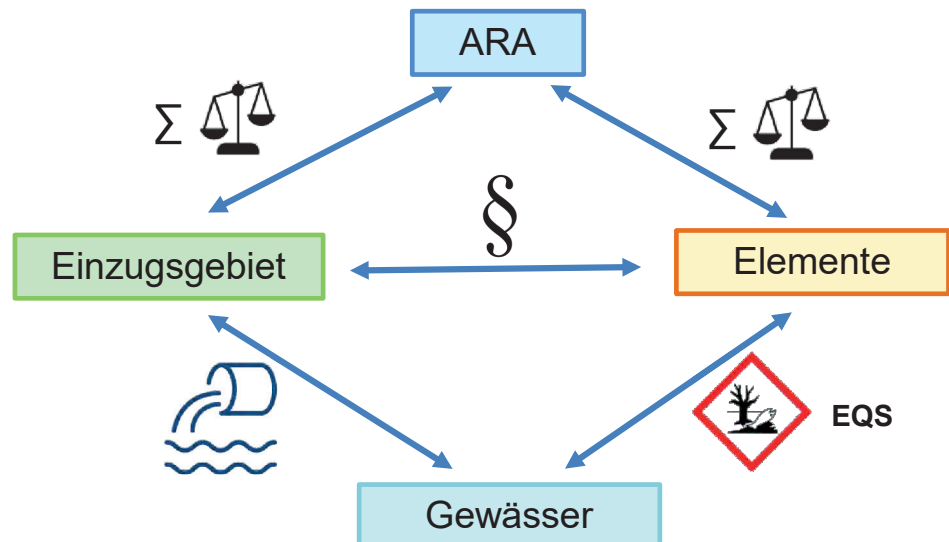 ARA
Σ
Σ
§
Einzugsgebiet
Elemente
EQS
Gewässer